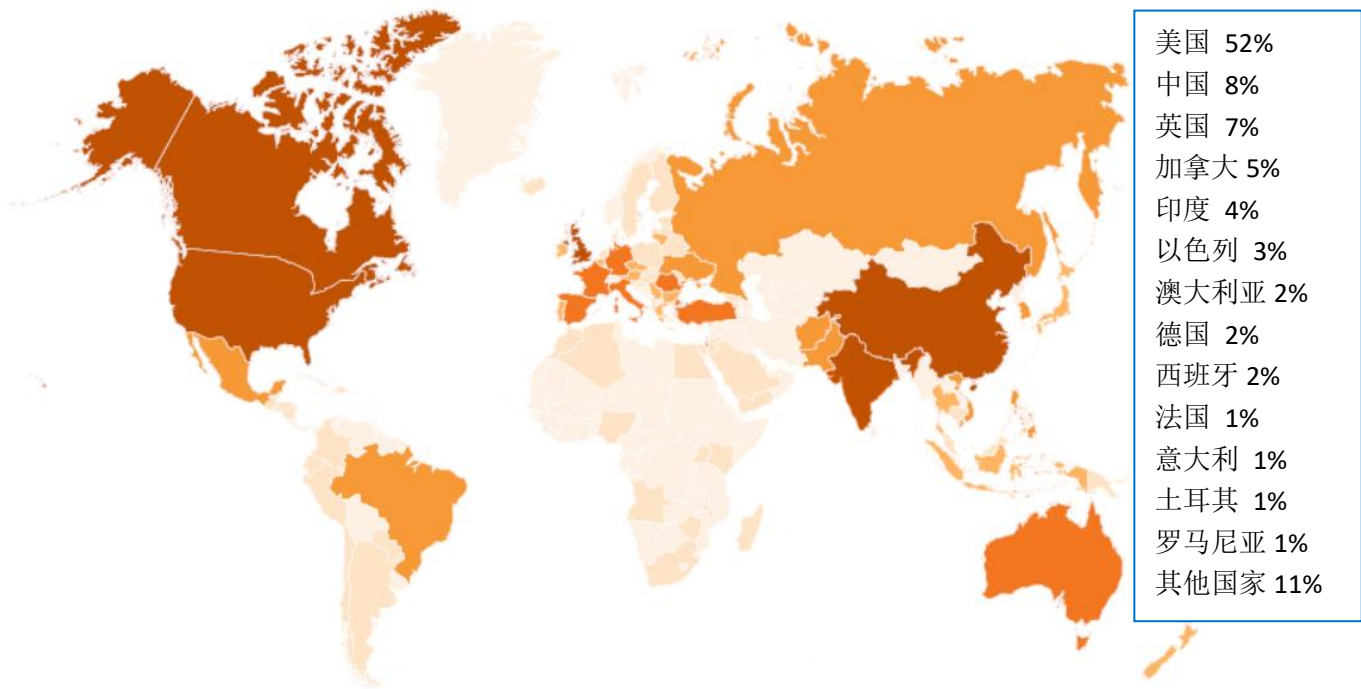 美国 52%
中国 8%
英国 7%
加拿大 5%
印度 4%
以色列 3%
澳大利亚 2%
德国 2%
西班牙 2%
法国 1%
意大利 1%
土耳其 1%
罗马尼亚 1%
其他国家 11%